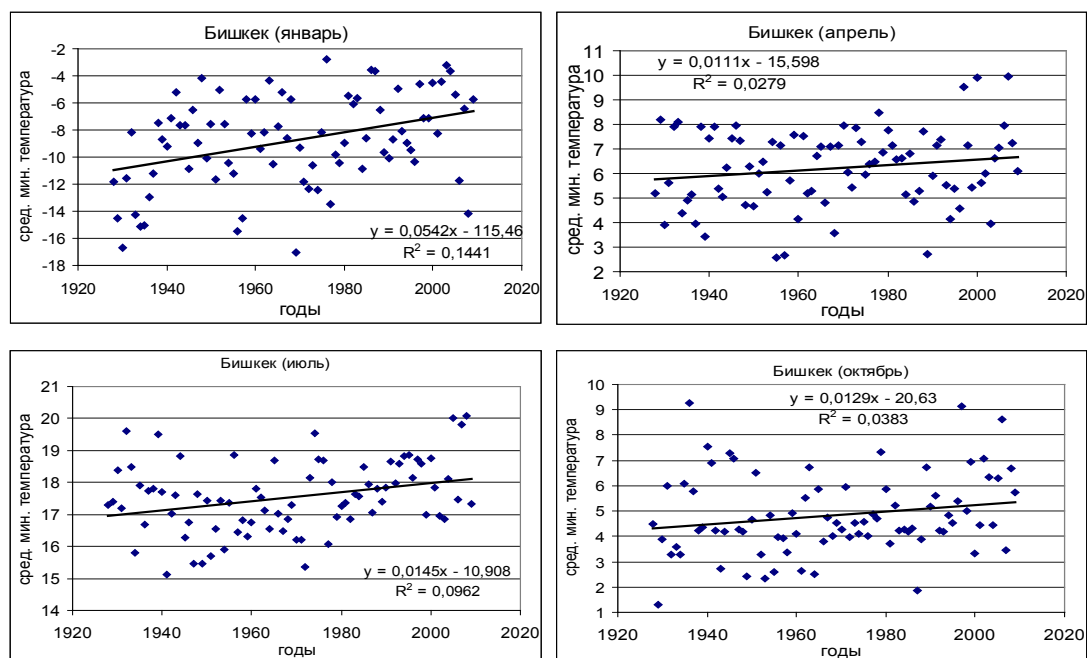 Бишкек (январь)
сред. мин. температура
-2
-4
-6
-8
-10
-12
-14
-16
-18
y = 0,0542x - 115,46
R² = 0,1441
1920 1940 1960 1980 2000 2020
годы
Бишкек (апрель)
сред. мин. температура
11
10
9
8
7
6
5
4
3
2
y = 0,0111x - 15,598
R² = 0,0279
1920 1940 1960 1980 2000 2020
годы
Бишкек (июль)
сред. мин. температура
21
20
19
18
17
16
15
14
y = 0,0145x - 10,908
R² = 0,0962
1920 1940 1960 1980 2000 2020
годы
Бишкек (октябрь)
сред. мин. температура
10
9
8
7
6
5
4
3
2
1
y = 0,0129x - 20,63
R² = 0,0383
1920 1940 1960 1980 2000 2020
годы